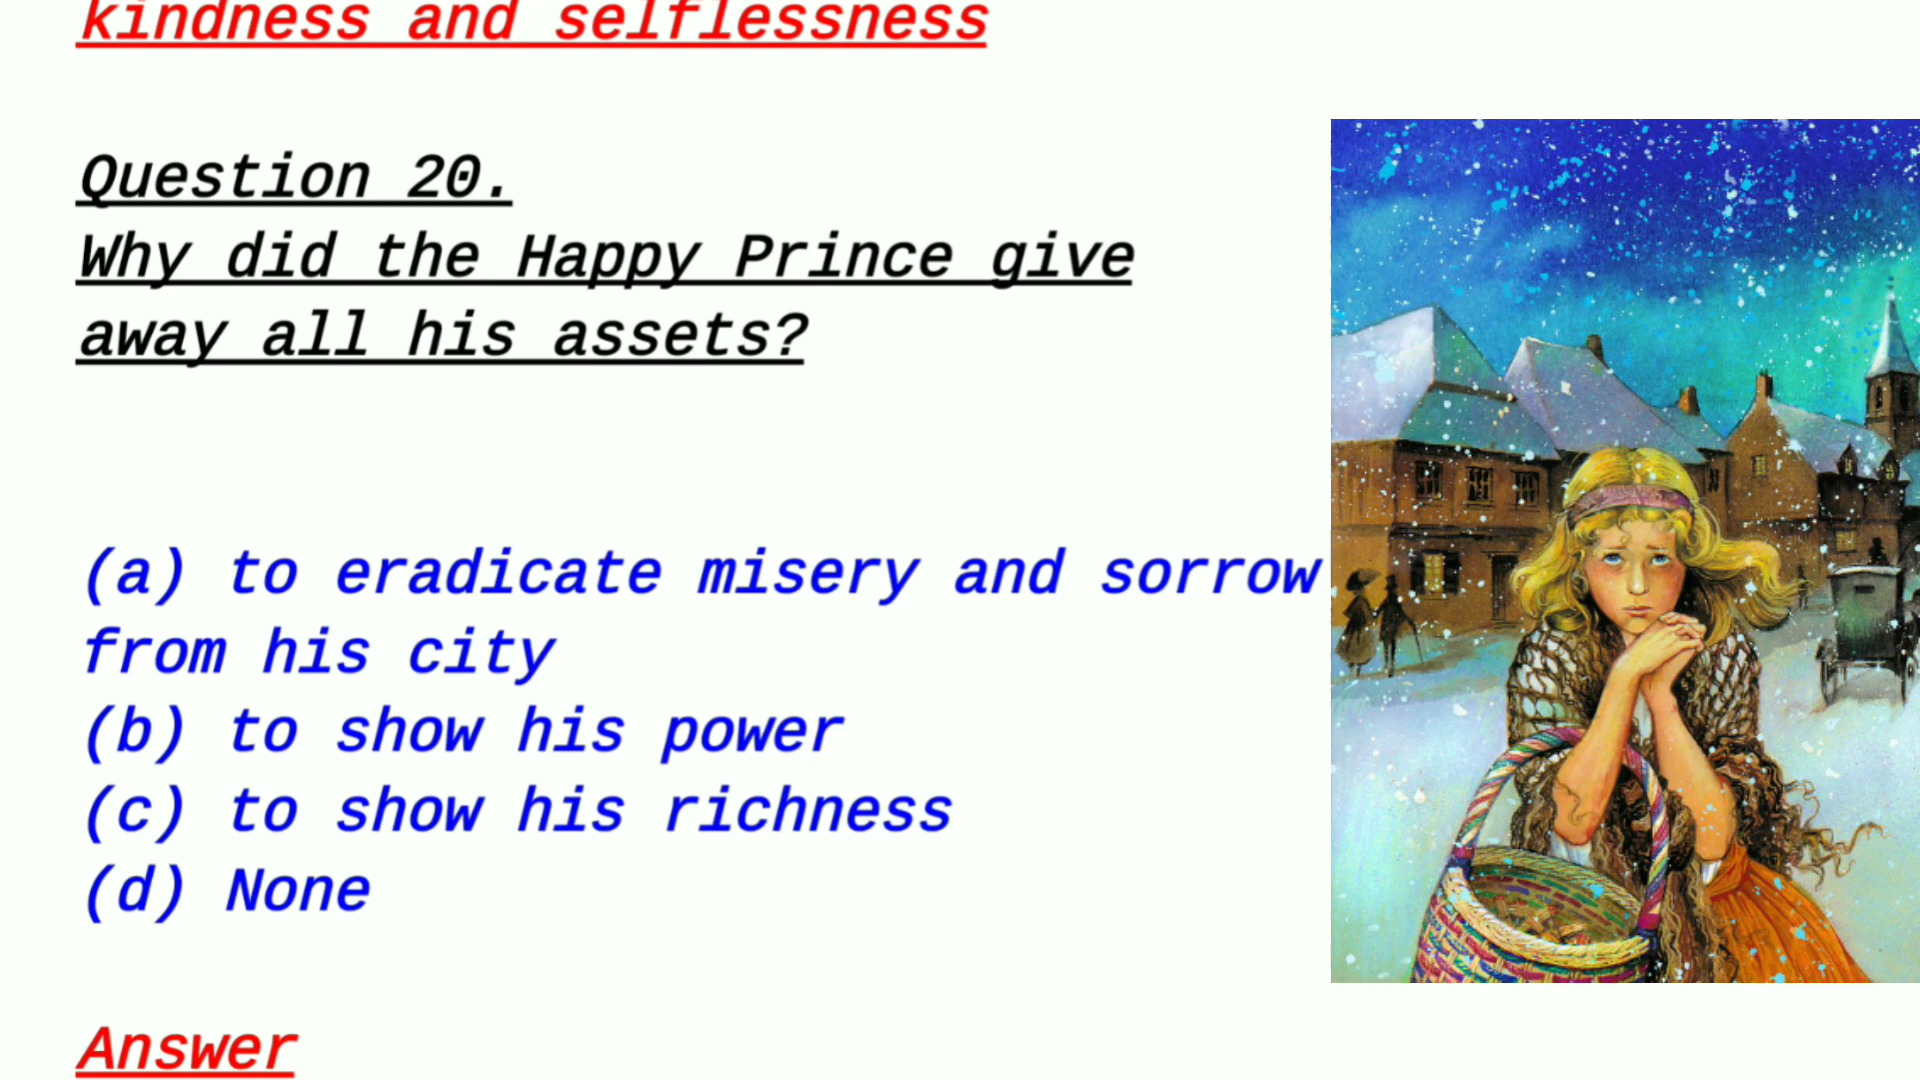 kindness and selflessness
Question 20.
Why did the Happy Prince give
away all his assets?
(a) to eradicate misery and sorrow
from his city
(b) to show his power
(c) to show his richness
(d) None
Answer